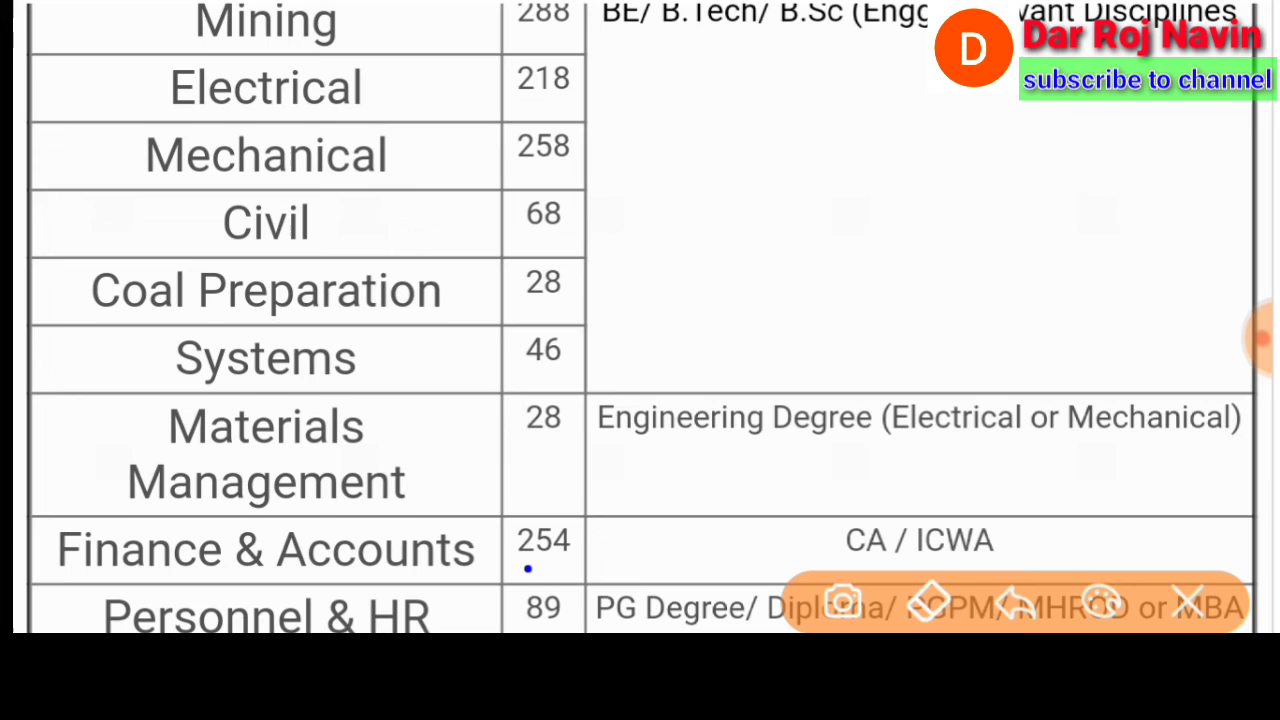 Mining 288 BE/ B.Tech/ B.Sc (Engg vant Disciplines
D
Dar Roj Navin
subscribe to channel
Electrical 218
Mechanical 258
Civil 68
Coal Preparation 28
Systems 46
Materials 28 Engineering Degree (Electrical or Mechanical)
Management
Finance & Accounts 254 CA / ICWA
Personnel & HR 89 PG Degree/ Diploma/ or MBA